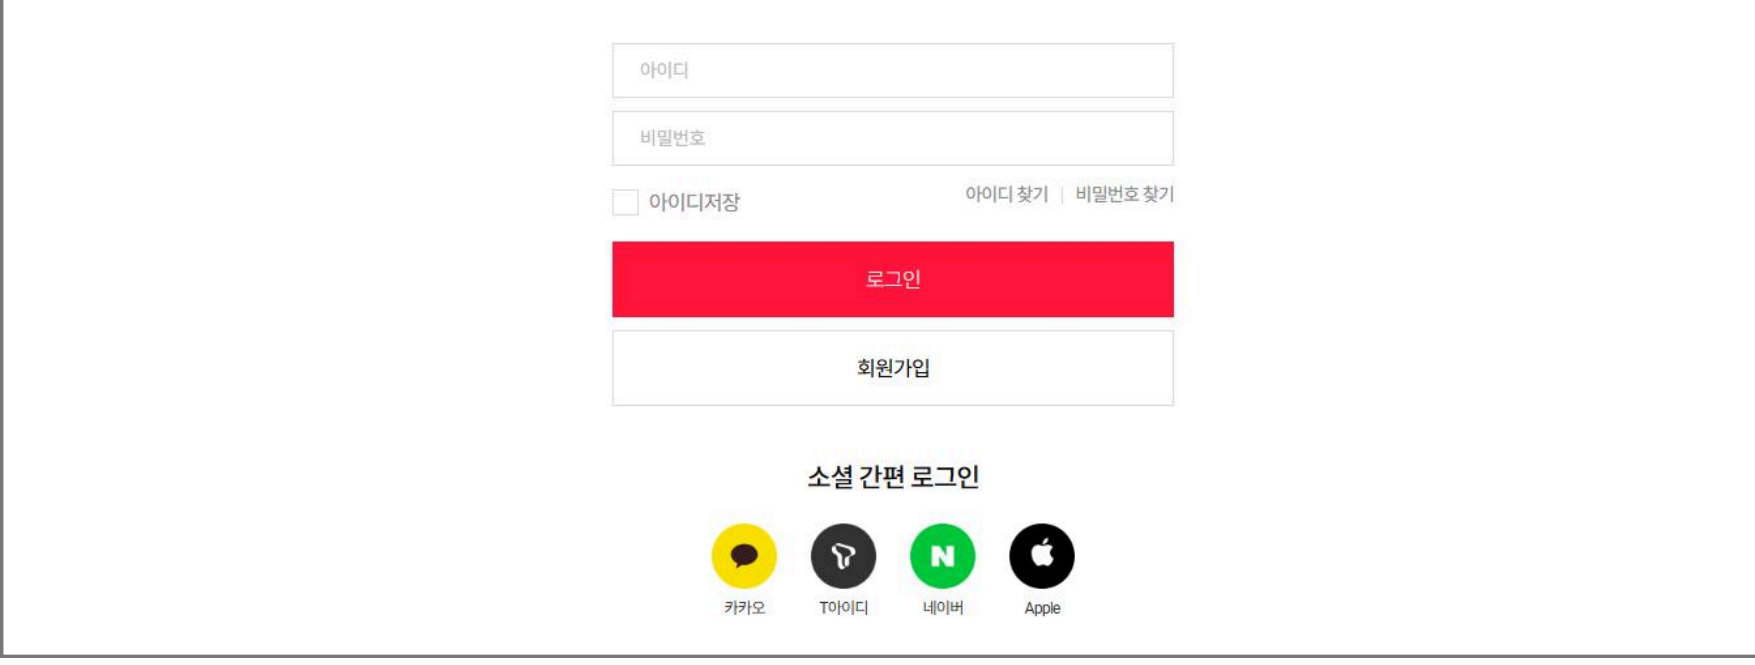 아이디
비밀번호
아이디저장
아이디 찾기 | 비밀번호 찾기
로그인
회원가입
소셜 간편 로그인
카카오 T아이디 네이버 Apple